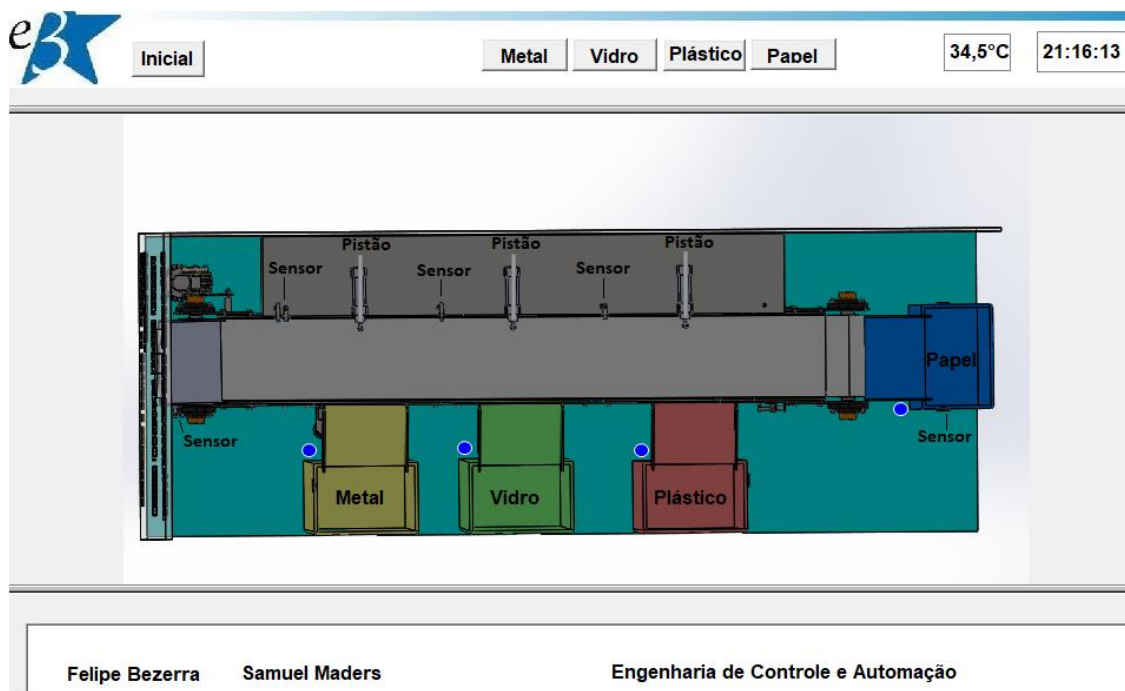 eB
Inicial Metal Vidro Plástico Papel 34,5°C 21:16:13
Pistão Pistão Pistão
Sensor Sensor Sensor
Papel
Sensor Sensor
Metal Vidro Plástico
Felipe Bezerra Samuel Maders Engenharia de Controle e Automação